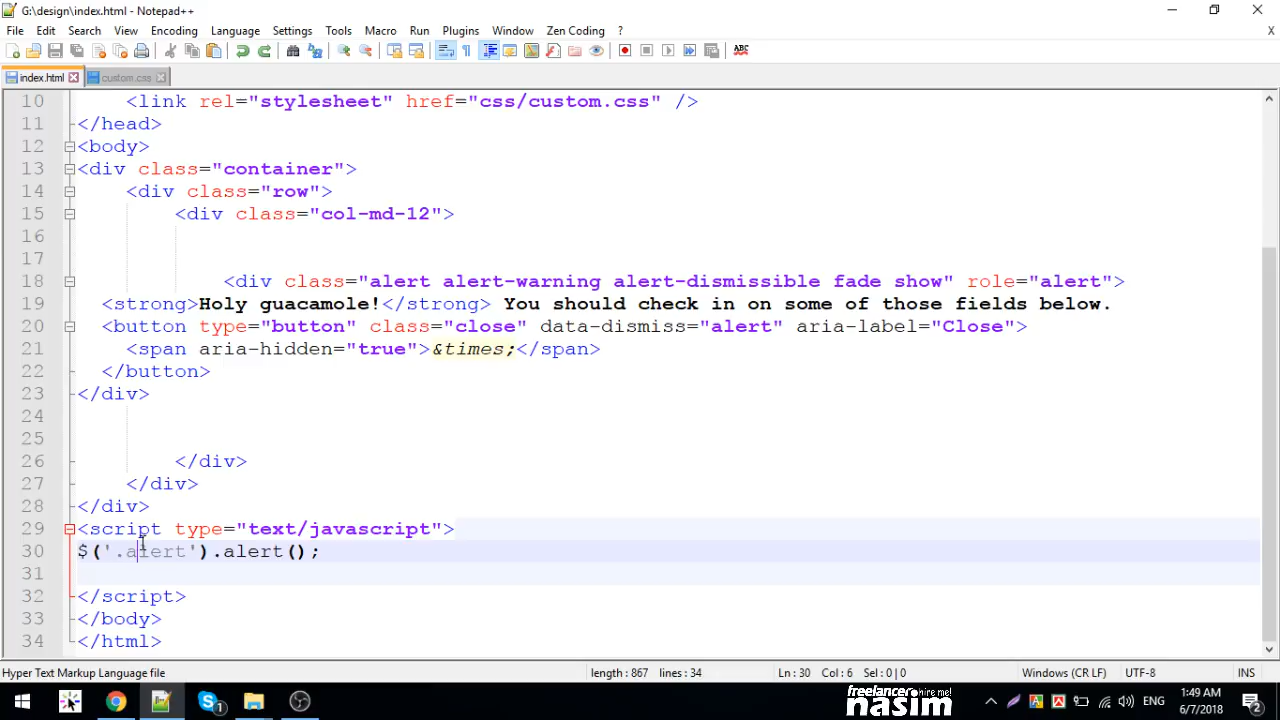 G:\design\index.html - Notepad++
File Edit Search View Encoding Language Settings Tools Macro Run Plugins Window Zen Coding ? X
ABC
index.html custom.css
10 <link rel="stylesheet" href="css/custom.css" />
11 </head>
12 <body>
13 <div class="container">
14 <div class="row">
15 <div class="col-md-12">
16
17
18 <div class="alert alert-warning alert-dismissible fade show" role="alert">
19 <strong>Holy guacamole!</strong> You should check in on some of those fields below.
20 <button type="button" class="close" data-dismiss="alert" aria-label="Close">
21 <span aria-hidden="true">&times;</span>
22 </button>
23 </div>
24
25
26 </div>
27 </div>
28 </div>
29 <script type="text/javascript">
30 $('.alert').alert();
31
32 </script>
33 </body>
34 </html>
Hyper Text Markup Language file length : 867 lines : 34 Ln : 30 Col : 6 Sel : 0 | 0 Windows (CR LF) UTF-8 INS
freelancer hire me!
nasim
ENG
1:49 AM
6/7/2018
1
2